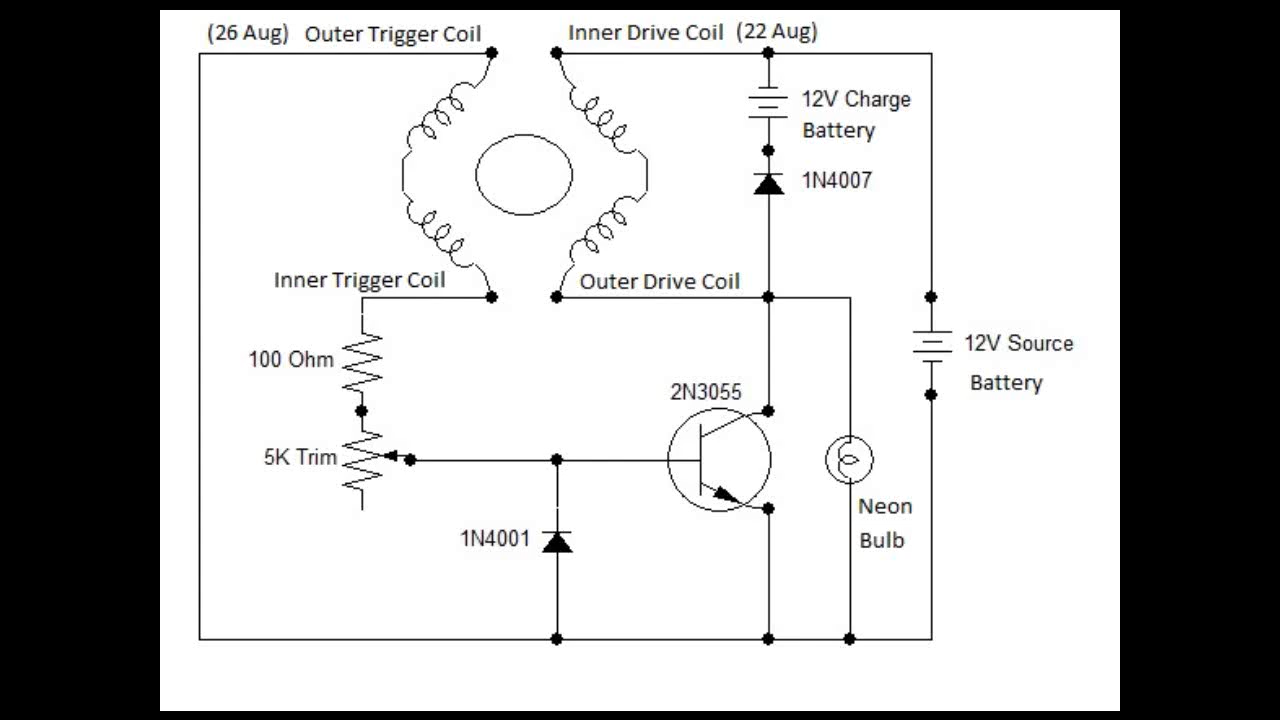 (26 Aug) Outer Trigger Coil
Inner Drive Coil (22 Aug)
12V Charge
Battery
1N4007
Inner Trigger Coil
Outer Drive Coil
100 Ohm
12V Source
Battery
2N3055
5K Trim
Neon
Bulb
1N4001